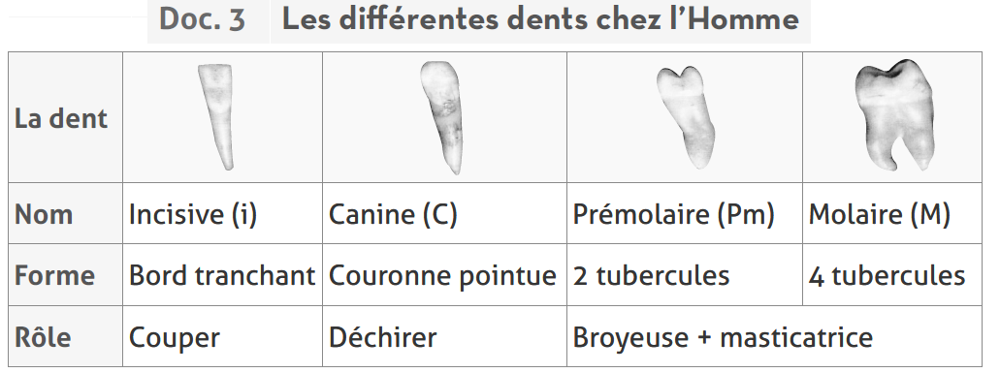 Doc. 3 Les différentes dents chez l'Homme
La dent
Nom Incisive (i) Canine (C) Prémolaire (Pm) Molaire (M)
Forme Bord tranchant Couronne pointue 2 tubercules 4 tubercules
Rôle Couper Déchirer Broyeuse + masticatrice